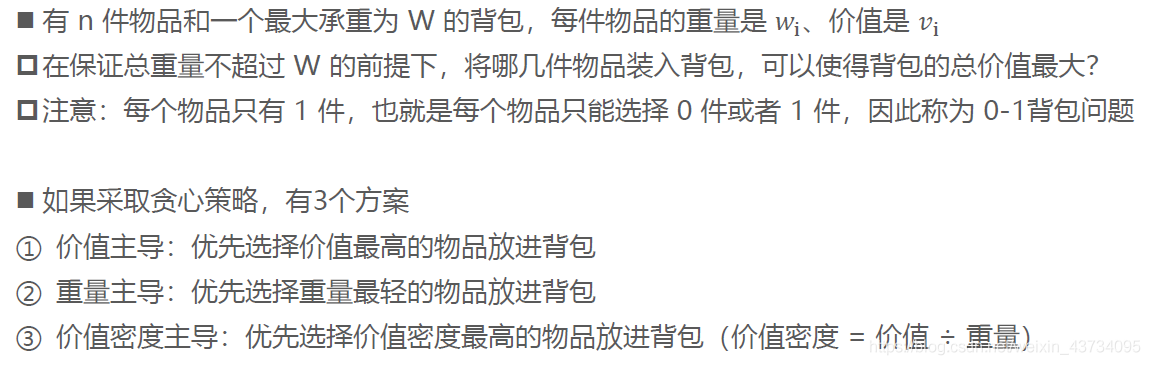 ■ 有 n 件物品和一个最大承重为 W 的背包，每件物品的重量是 wᵢ、价值是 vᵢ
❑ 在保证总重量不超过 W 的前提下，将哪几件物品装入背包，可以使得背包的总价值最大？
❑ 注意：每个物品只有 1 件，也就是每个物品只能选择 0 件或者 1 件，因此称为 0-1背包问题
■ 如果采取贪心策略，有3个方案
① 价值主导：优先选择价值最高的物品放进背包
② 重量主导：优先选择重量最轻的物品放进背包
③ 价值密度主导：优先选择价值密度最高的物品放进背包（价值密度 = 价值 ÷ 重量）
https://blog.csdn.net/weixin_43734095